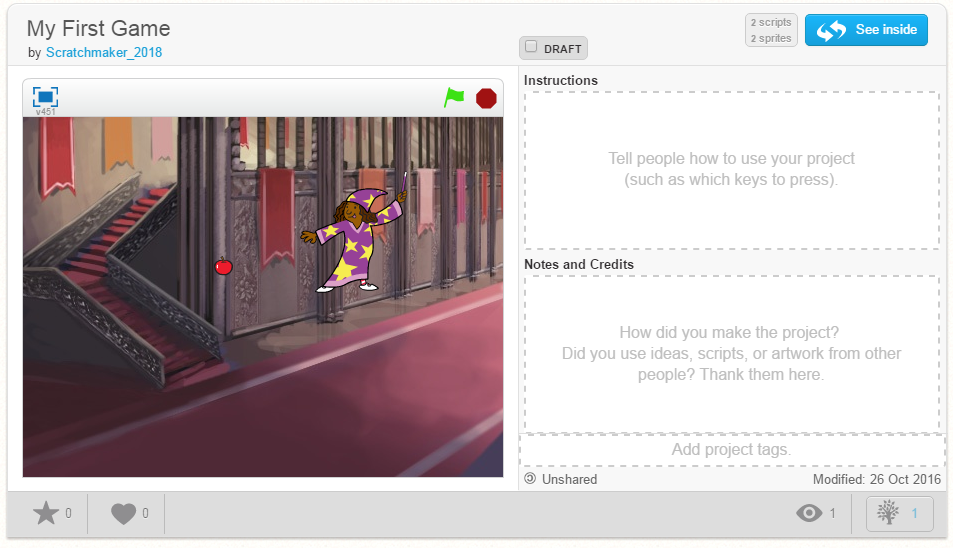 My First Game
by Scratchmaker_2018
DRAFT
2 scripts
2 sprites
See inside
v451
Instructions
Tell people how to use your project
(such as which keys to press).
Notes and Credits
How did you make the project?
Did you use ideas, scripts, or artwork from other
people? Thank them here.
Add project tags.
Unshared
Modified: 26 Oct 2016
0
0
1
1